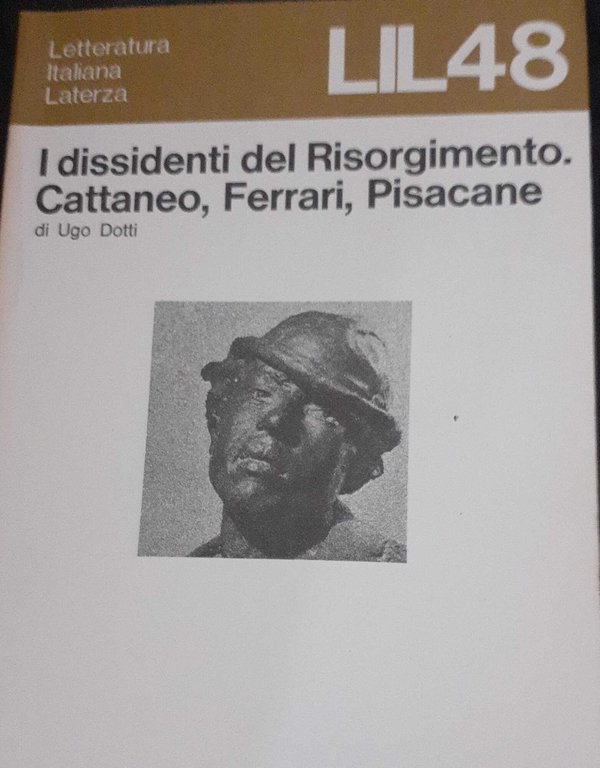 Letteratura
Italiana
Laterza
LIL48
I dissidenti del Risorgimento.
Cattaneo, Ferrari, Pisacane
di Ugo Dotti